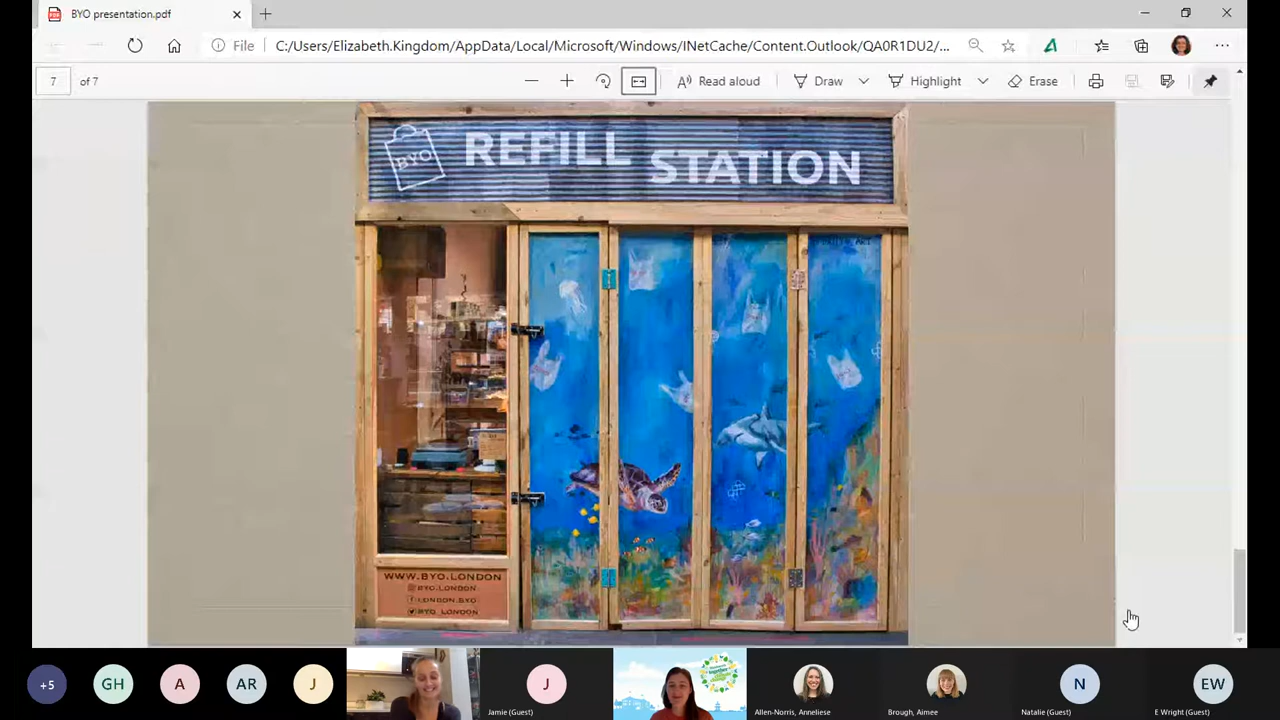 BYO presentation.pdf
File
C:/Users/Elizabeth.Kingdom/AppData/Local/Microsoft/Windows/INetCache/Content.Outlook/QA0R1DU2/...
7 of 7
Read aloud
Draw
Highlight
Erase
BYO
REFILL STATION
WWW.BYO.LONDON
BYO.LONDON
LONDON.BYO
BYO_LONDON
+5
GH
A
AR
J
J
Jamie (Guest)
Allen-Norris, Anneliese
Brough, Aimee
N
Natalie (Guest)
EW
E Wright (Guest)